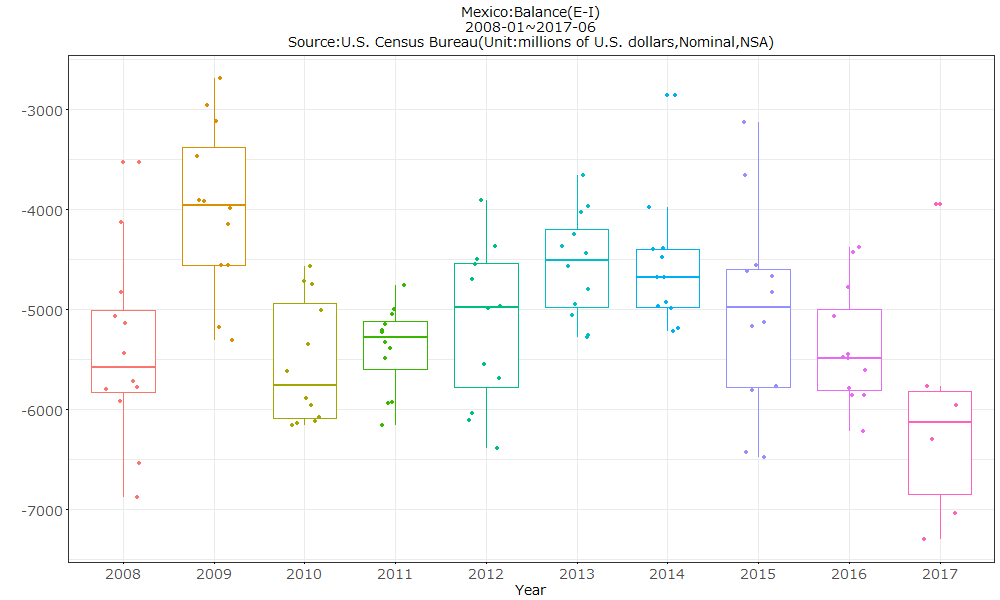 Mexico:Balance(E-I)
2008-01~2017-06
Source:U.S. Census Bureau(Unit:millions of U.S. dollars,Nominal,NSA)
-3000
-4000
-5000
-6000
-7000
2008 2009 2010 2011 2012 2013 2014 2015 2016 2017
Year